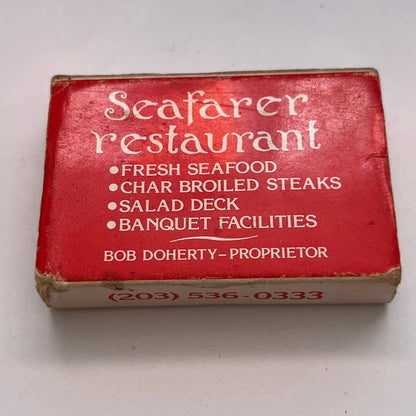 Seafarer
restaurant
•FRESH SEAFOOD
•CHAR BROILED STEAKS
•SALAD DECK
•BANQUET FACILITIES
BOB DOHERTY–PROPRIETOR
(203) 536-0333